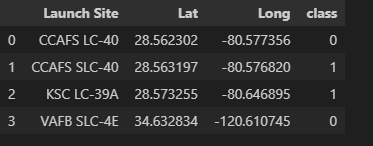 Launch Site Lat Long class
0 CCAFS LC-40 28.562302 -80.577356 0
1 CCAFS SLC-40 28.563197 -80.576820 1
2 KSC LC-39A 28.573255 -80.646895 1
3 VAFB SLC-4E 34.632834 -120.610745 0